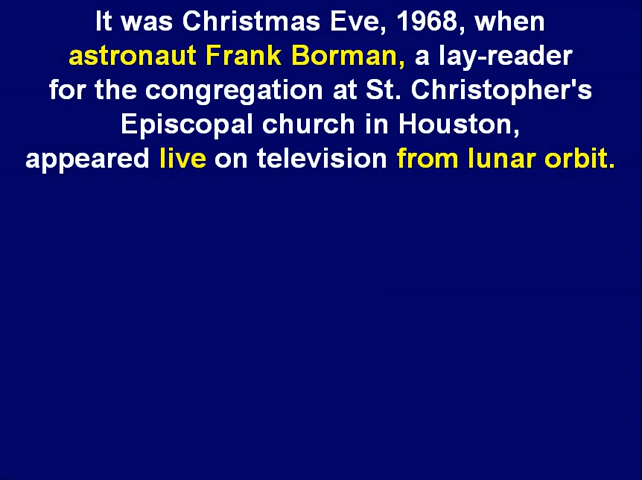 It was Christmas Eve, 1968, when
astronaut Frank Borman, a lay-reader
for the congregation at St. Christopher's
Episcopal church in Houston,
appeared live on television from lunar orbit.